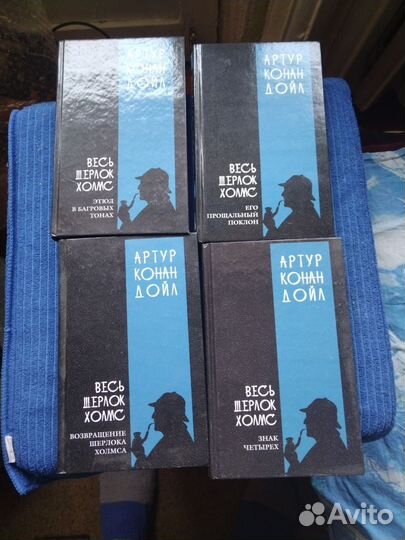 АРТУР
КОНАН
ДОЙЛ
ВЕСЬ
ШЕРЛОК
ХОЛМС
ЭТЮД
В БАГРОВЫХ
ТОНАХ
АРТУР
КОНАН
ДОЙЛ
ВЕСЬ
ШЕРЛОК
ХОЛМС
ЕГО
ПРОЩАЛЬНЫЙ
ПОКЛОН
АРТУР
КОНАН
ДОЙЛ
ВЕСЬ
ШЕРЛОК
ХОЛМС
ВОЗВРАЩЕНИЕ
ШЕРЛОКА
ХОЛМСА
АРТУР
КОНАН
ДОЙЛ
ВЕСЬ
ШЕРЛОК
ХОЛМС
ЗНАК
ЧЕТЫРЕХ
Avito